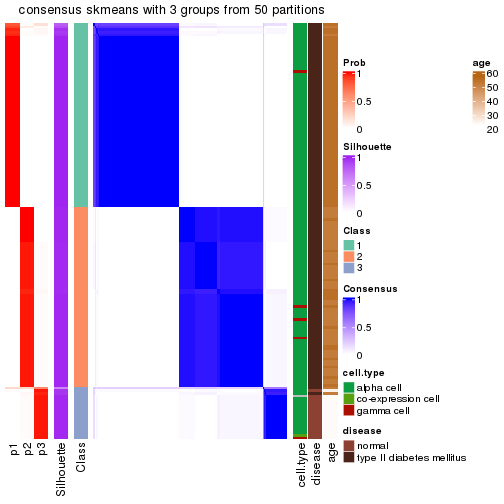 consensus skmeans with 3 groups from 50 partitions
Prob
1
0.5
0
age
60
50
40
30
20
Silhouette
1
0.5
0
Class
1
2
3
Consensus
1
0.5
0
cell.type
alpha cell
co-expression cell
gamma cell
disease
normal
type II diabetes mellitus
p1
p2
p3
Silhouette
Class
cell.type
disease
age